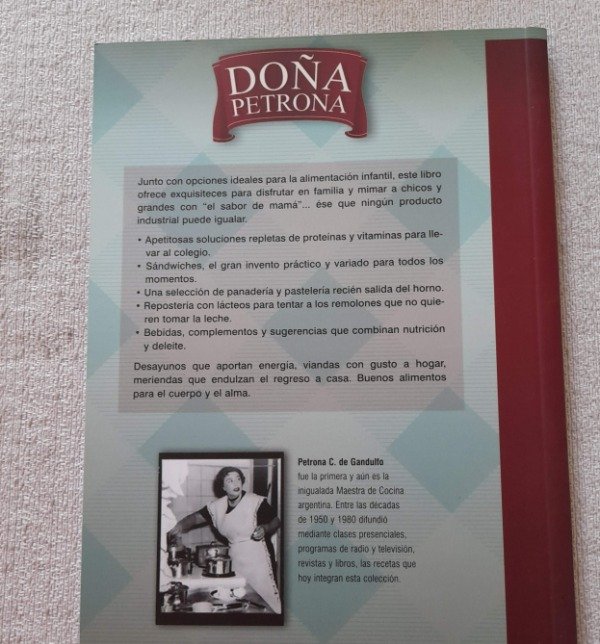 DOÑA
PETRONA
Junto con opciones ideales para la alimentación infantil, este libro
ofrece exquisiteces para disfrutar en familia y mimar a chicos y
grandes con "el sabor de mamá"... ése que ningún producto
industrial puede igualar.
• Apetitosas soluciones repletas de proteínas y vitaminas para lle-
var al colegio.
• Sándwiches, el gran invento práctico y variado para todos los
momentos.
• Una selección de panadería y pastelería recién salida del horno.
• Repostería con lácteos para tentar a los remolones que no quie-
ren tomar la leche.
• Bebidas, complementos y sugerencias que combinan nutrición
y deleite.
Desayunos que aportan energía, viandas con gusto a hogar,
meriendas que endulzan el regreso a casa. Buenos alimentos
para el cuerpo y el alma.
Petrona C. de Gandulfo
fue la primera y aún es la
inigualada Maestra de Cocina
argentina. Entre las décadas
de 1950 y 1980 difundió
mediante clases presenciales,
programas de radio y televisión,
revistas y libros, las recetas que
hoy integran esta colección.